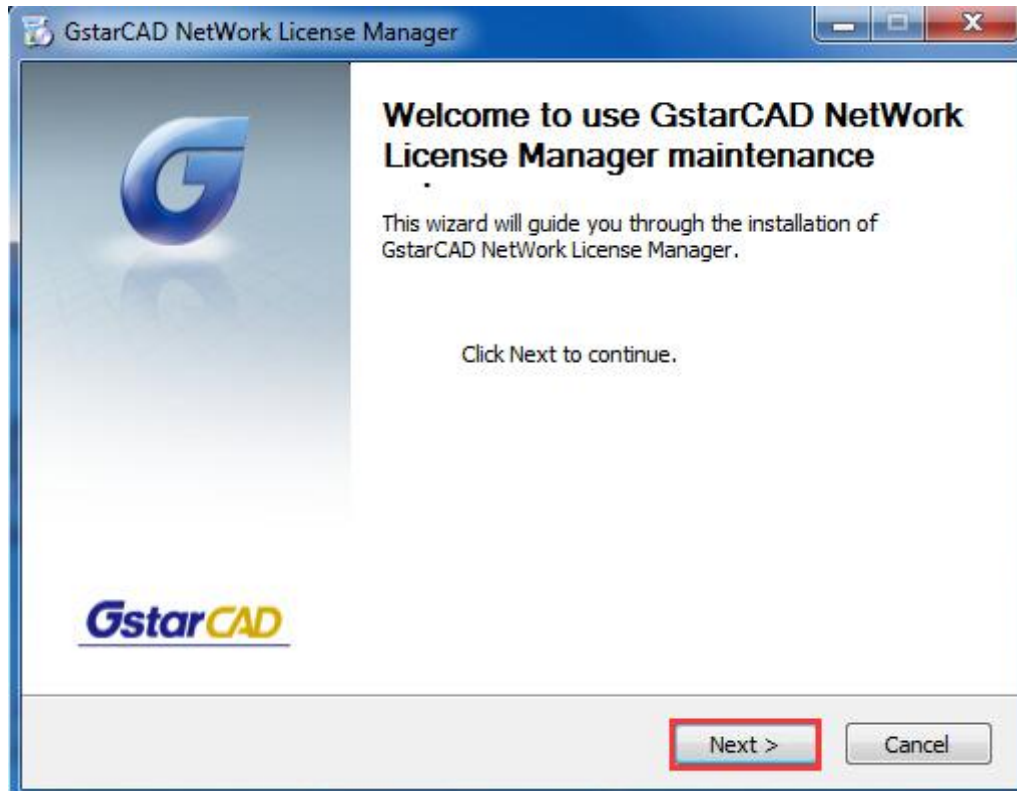 GstarCAD NetWork License Manager
Welcome to use GstarCAD NetWork
License Manager maintenance
This wizard will guide you through the installation of
GstarCAD NetWork License Manager.
Click Next to continue.
GstarCAD
Next >
Cancel